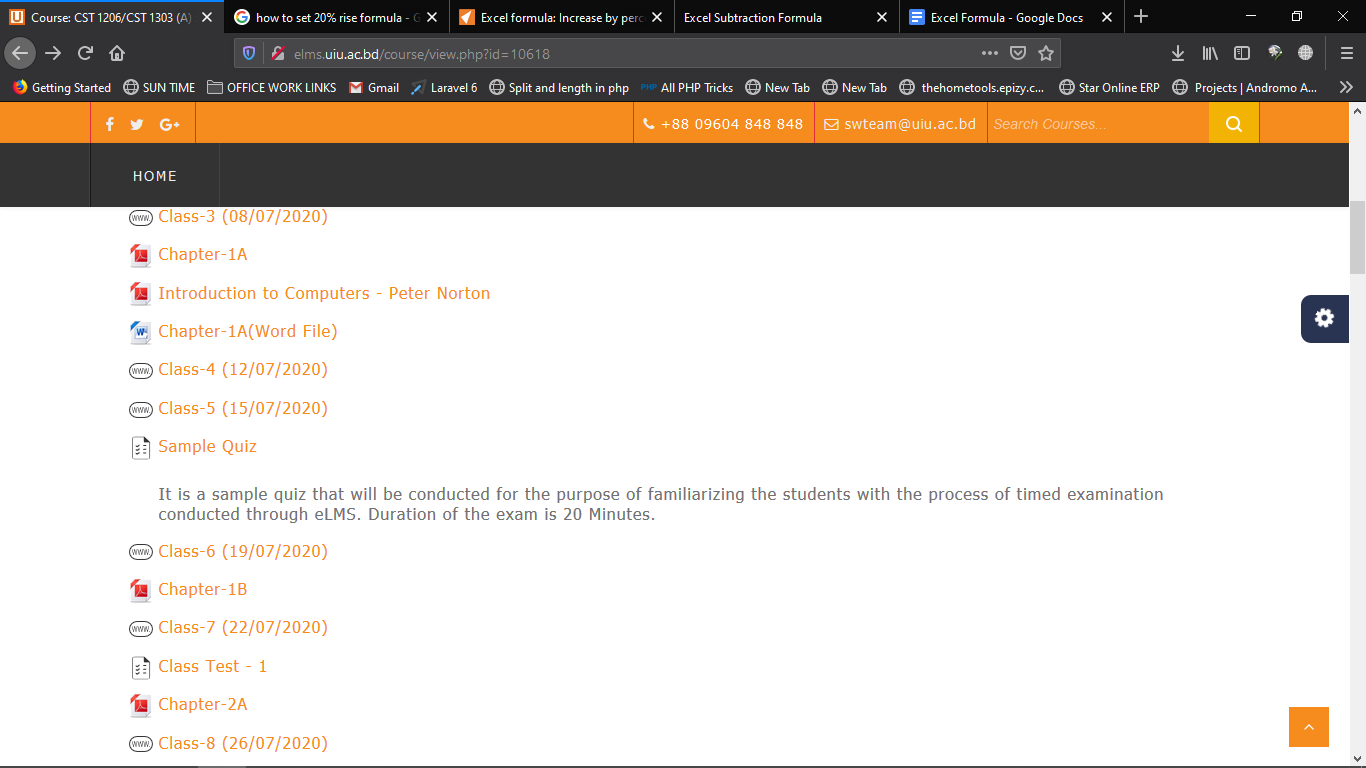 Course: CST 1206/CST 1303 (A)
how to set 20% rise formula - G
Excel formula: Increase by perc
Excel Subtraction Formula
Excel Formula - Google Docs
elms.uiu.ac.bd/course/view.php?id=10618
Getting Started
SUN TIME
OFFICE WORK LINKS
Gmail
Laravel 6
Split and length in php
PHP
All PHP Tricks
New Tab
New Tab
thehometools.epizy.c...
Star Online ERP
Projects | Andromo A...
+88 09604 848 848
swteam@uiu.ac.bd
Search Courses...
HOME
www. Class-3 (08/07/2020)
Chapter-1A
Introduction to Computers - Peter Norton
W Chapter-1A(Word File)
www. Class-4 (12/07/2020)
www. Class-5 (15/07/2020)
Sample Quiz
It is a sample quiz that will be conducted for the purpose of familiarizing the students with the process of timed examination
conducted through eLMS. Duration of the exam is 20 Minutes.
www. Class-6 (19/07/2020)
Chapter-1B
www. Class-7 (22/07/2020)
Class Test - 1
Chapter-2A
www. Class-8 (26/07/2020)